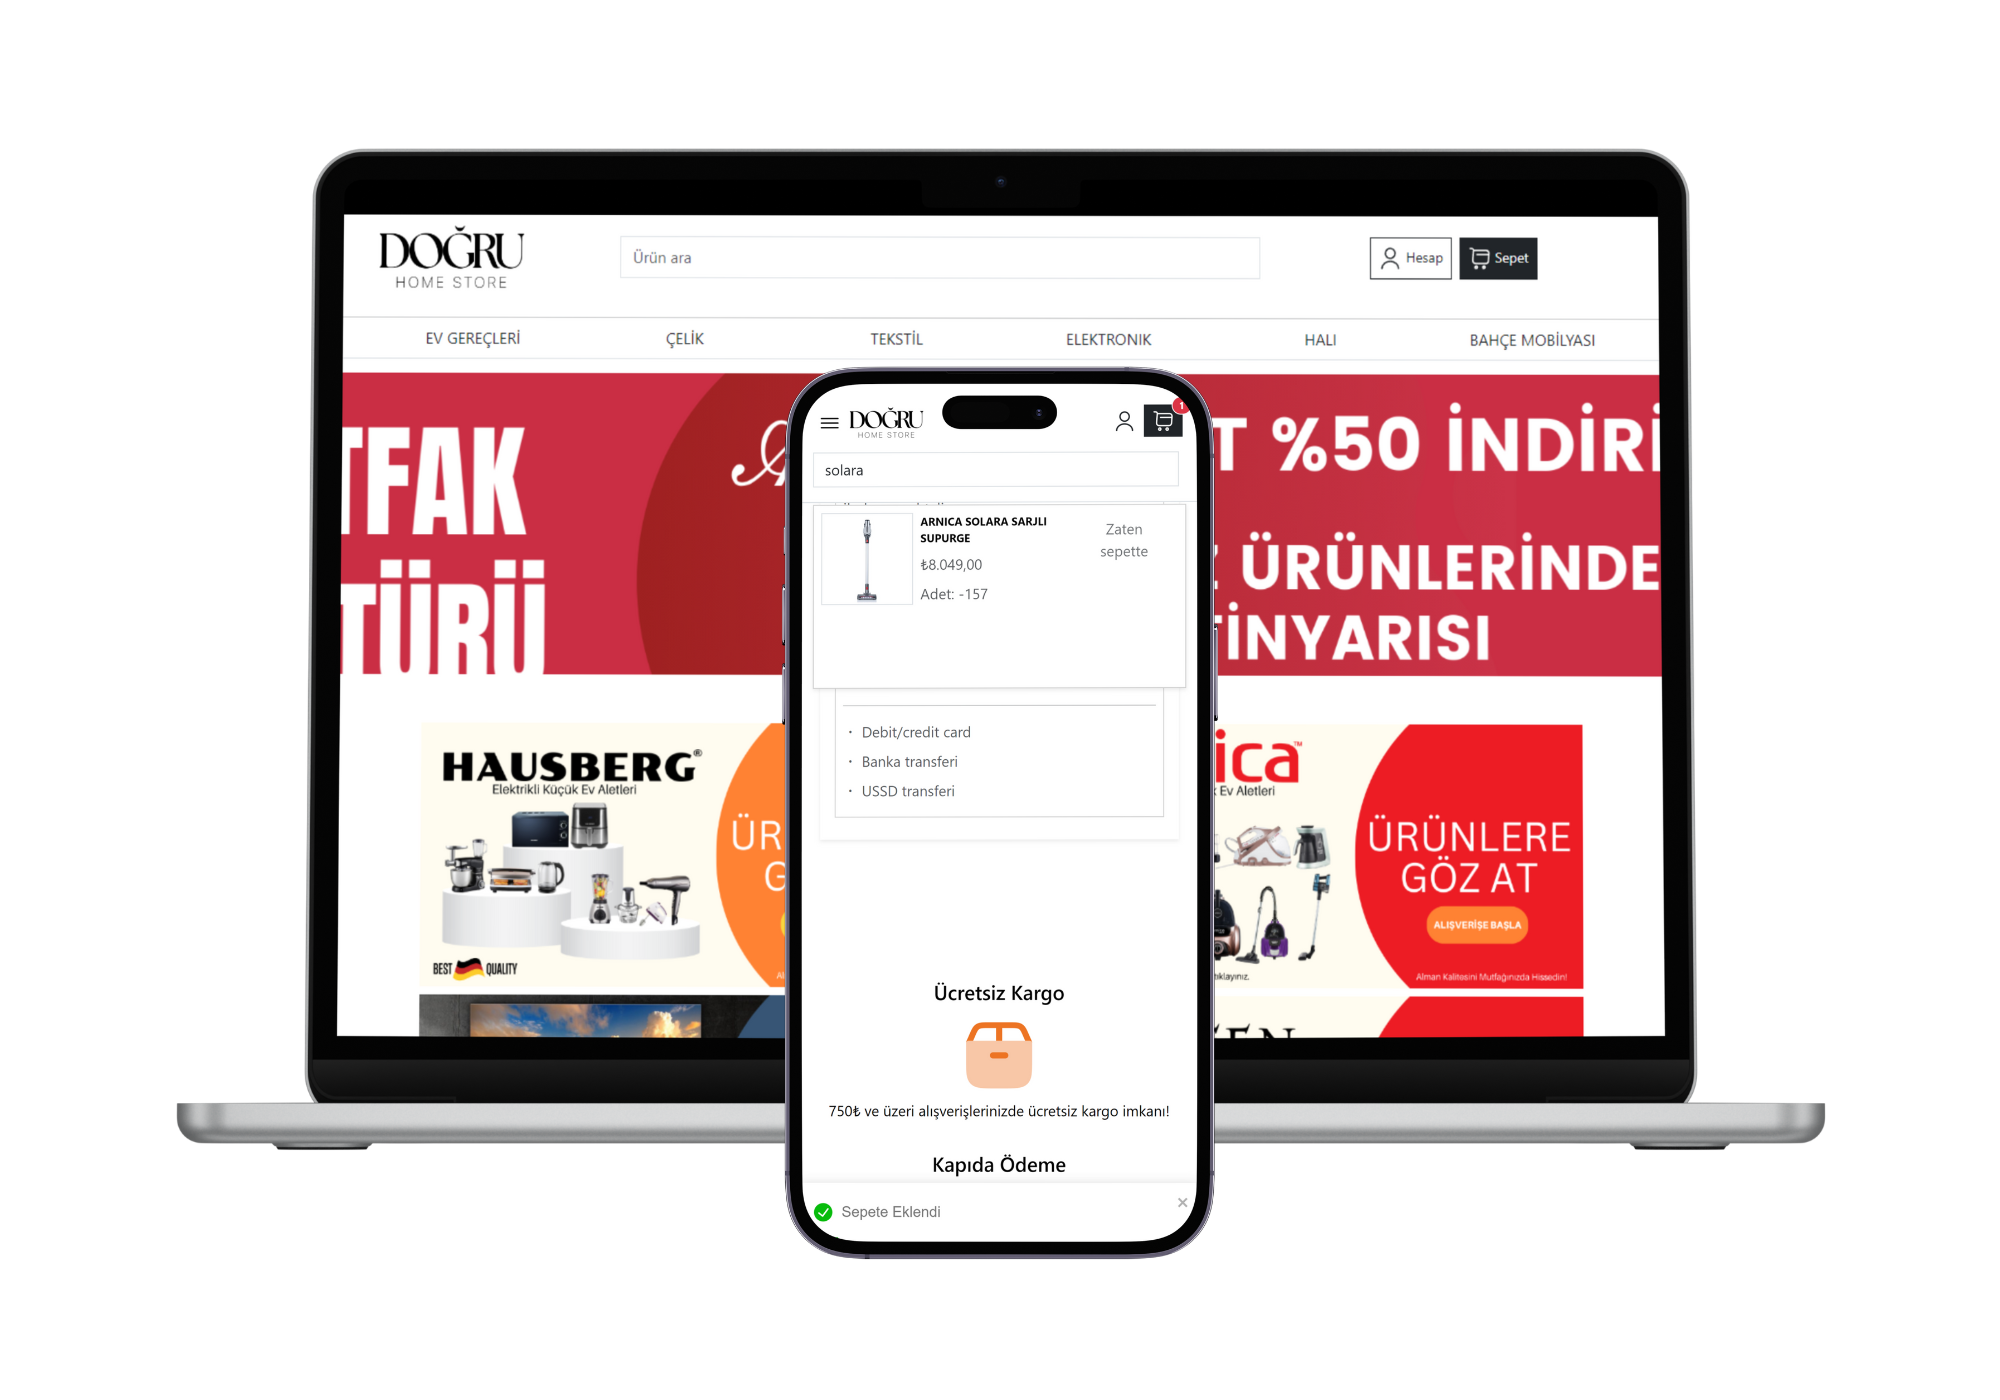 DOĞRU
HOME STORE
Ürün ara
Hesap
Sepet
EV GEREÇLERİ
ÇELİK
TEKSTİL
ELEKTRONIK
HALI
BAHÇE MOBİLYASI
TFAK
TÜRÜ
T %50 İNDİRİ
ÜRÜNLERİNDE
İNYARISI
HAUSBERG®
Elektrikli Küçük Ev Aletleri
ÜR
G
BEST QUALITY
Al
ica™
Ev Aletleri
ÜRÜNLERE
GÖZ AT
ALIŞVERİŞE BAŞLA
ıklayınız.
Alman Kalitesini Mutfağınızda Hissedin!
EN
DOĞRU
HOME STORE
1
solara
ARNICA SOLARA SARJLI
SUPURGE
₺8.049,00
Adet: -157
Zaten
sepette
· Debit/credit card
· Banka transferi
· USSD transferi
Ücretsiz Kargo
750₺ ve üzeri alışverişlerinizde ücretsiz kargo imkanı!
Kapıda Ödeme
Sepete Eklendi